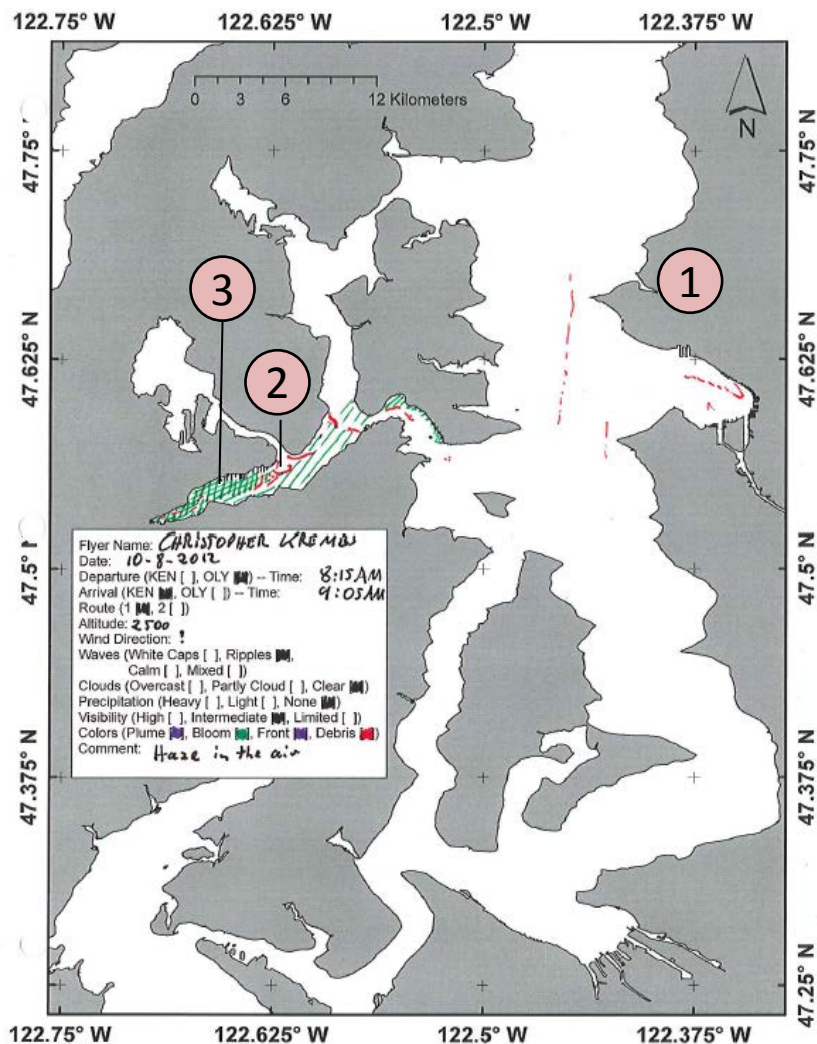 122.75° W 122.625° W 122.5° W 122.375° W
0 3 6 12 Kilometers
N
47.75° N
47.75° N
1
3
47.625° N
47.625° N
2
47.5° N
Flyer Name: CHRISTOPHER KREMBS
Date: 10-8-2012
Departure (KEN [ ], OLY [ ]) -- Time: 8:15AM
Arrival (KEN [ ], OLY [ ]) -- Time: 9:05AM
Route (1 [ ], 2 [ ])
Altitude: 2500
Wind Direction: !
Waves (White Caps [ ], Ripples [ ],
Calm [ ], Mixed [ ])
Clouds (Overcast [ ], Partly Cloud [ ], Clear [ ])
Precipitation (Heavy [ ], Light [ ], None [ ])
Visibility (High [ ], Intermediate [ ], Limited [ ])
Colors (Plume [ ], Bloom [ ], Front [ ], Debris [ ])
Comment: Haze in the air
47.5° N
47.375° N
47.375° N
47.25° N
47.25° N
122.75° W 122.625° W 122.5° W 122.375° W